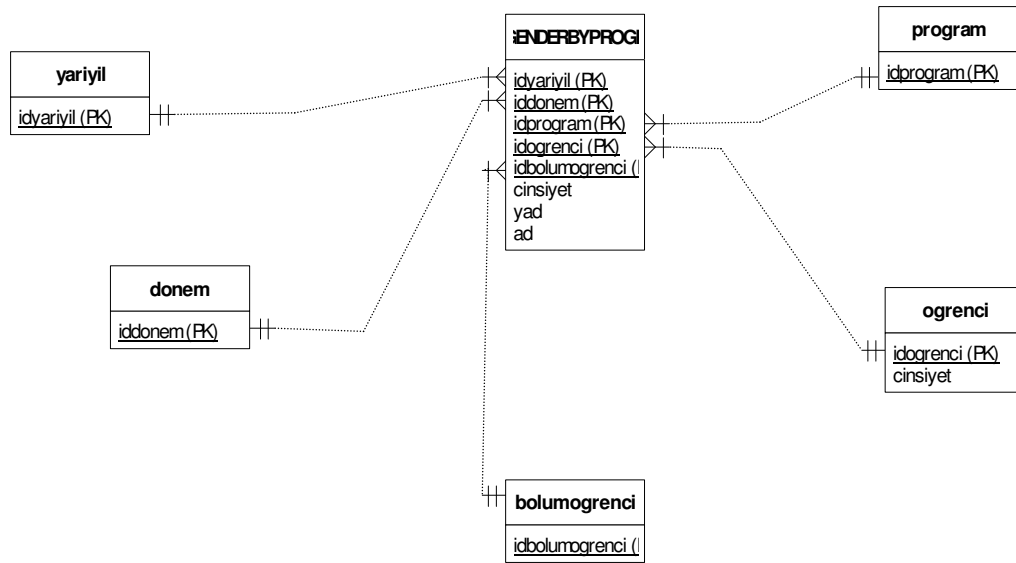 yariyil
idyariyil (PK)
donem
iddonem (PK)
GENDERBYPROGI
idyariyil (PK)
iddonem (PK)
idprogram (PK)
idogrenci (PK)
idbolumogrenci (
cinsiyet
yad
ad
bolumogrenci
idbolumogrenci (
program
idprogram (PK)
ogrenci
idogrenci (PK)
cinsiyet